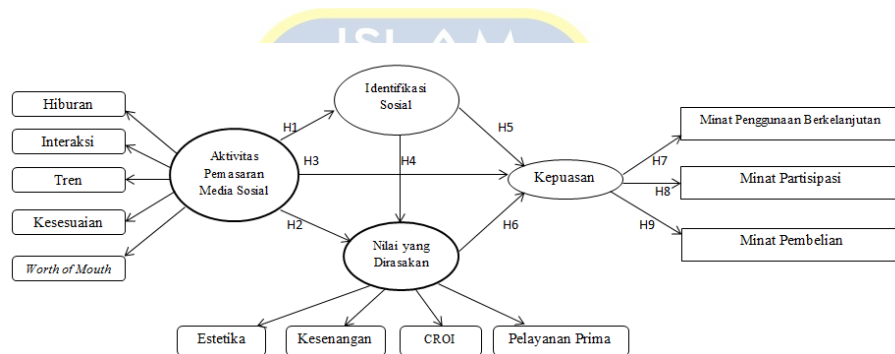 ISLAM
Hiburan
Interaksi
Tren
Kesesuaian
Worth of Mouth
Aktivitas
Pemasaran
Media Sosial
H1
H3
H2
Identifikasi
Sosial
H4
Nilai yang
Dirasakan
H5
H6
Kepuasan
H7
H8
H9
Minat Penggunaan Berkelanjutan
Minat Partisipasi
Minat Pembelian
Estetika
Kesenangan
CROI
Pelayanan Prima